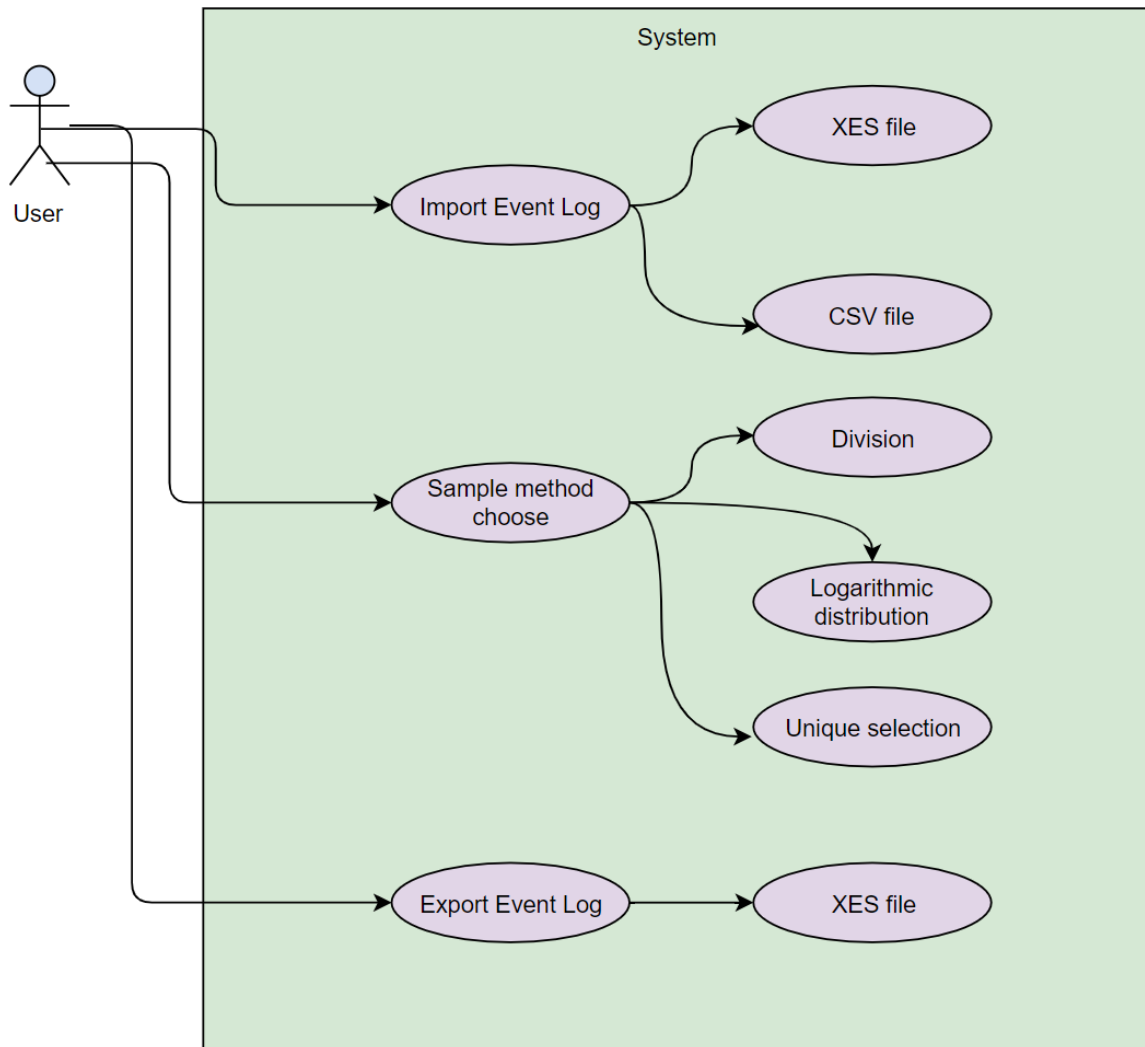 System
User
Import Event Log
XES file
CSV file
Sample method
choose
Division
Logarithmic
distribution
Unique selection
Export Event Log
XES file